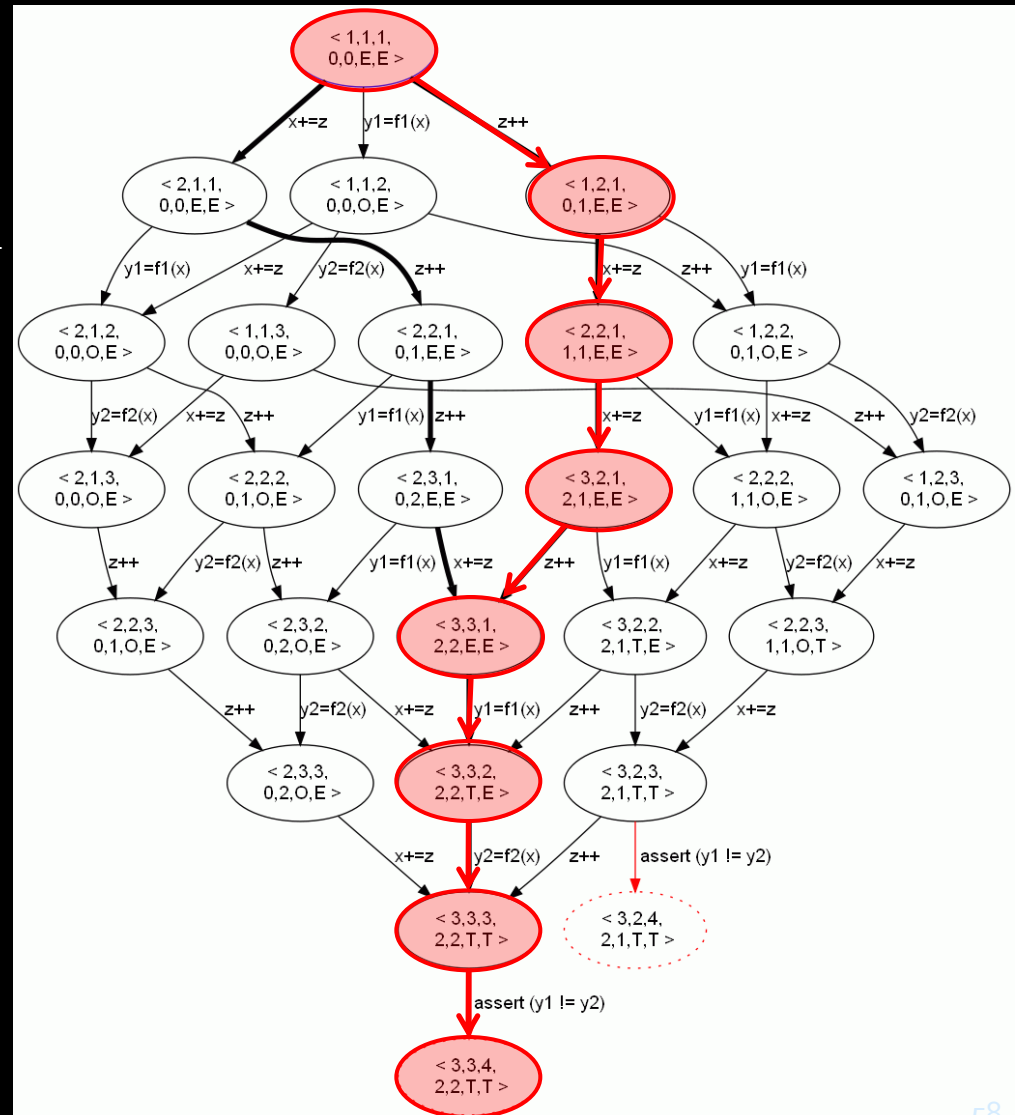 < 1,1,1,
0,0,E,E >
x+=z
y1=f1(x)
z++
< 2,1,1,
0,0,E,E >
< 1,1,2,
0,0,O,E >
< 1,2,1,
0,1,E,E >
y1=f1(x)
x+=z
y2=f2(x)
z++
x+=z
z++
y1=f1(x)
< 2,1,2,
0,0,O,E >
< 1,1,3,
0,0,O,E >
< 2,2,1,
0,1,E,E >
< 2,2,1,
1,1,E,E >
< 1,2,2,
0,1,O,E >
y2=f2(x)
x+=z
z++
y1=f1(x)
z++
x+=z
y1=f1(x)
x+=z
z++
y2=f2(x)
< 2,1,3,
0,0,O,E >
< 2,2,2,
0,1,O,E >
< 2,3,1,
0,2,E,E >
< 3,2,1,
2,1,E,E >
< 2,2,2,
1,1,O,E >
< 1,2,3,
0,1,O,E >
z++
y2=f2(x)
z++
y1=f1(x)
x+=z
z++
y1=f1(x)
x+=z
y2=f2(x)
x+=z
< 2,2,3,
0,1,O,E >
< 2,3,2,
0,2,O,E >
< 3,3,1,
2,2,E,E >
< 3,2,2,
2,1,T,E >
< 2,2,3,
1,1,O,T >
z++
y2=f2(x)
x+=z
y1=f1(x)
z++
y2=f2(x)
x+=z
< 2,3,3,
0,2,O,E >
< 3,3,2,
2,2,T,E >
< 3,2,3,
2,1,T,T >
x+=z
y2=f2(x)
z++
assert (y1 != y2)
< 3,3,3,
2,2,T,T >
< 3,2,4,
2,1,T,T >
assert (y1 != y2)
< 3,3,4,
2,2,T,T >